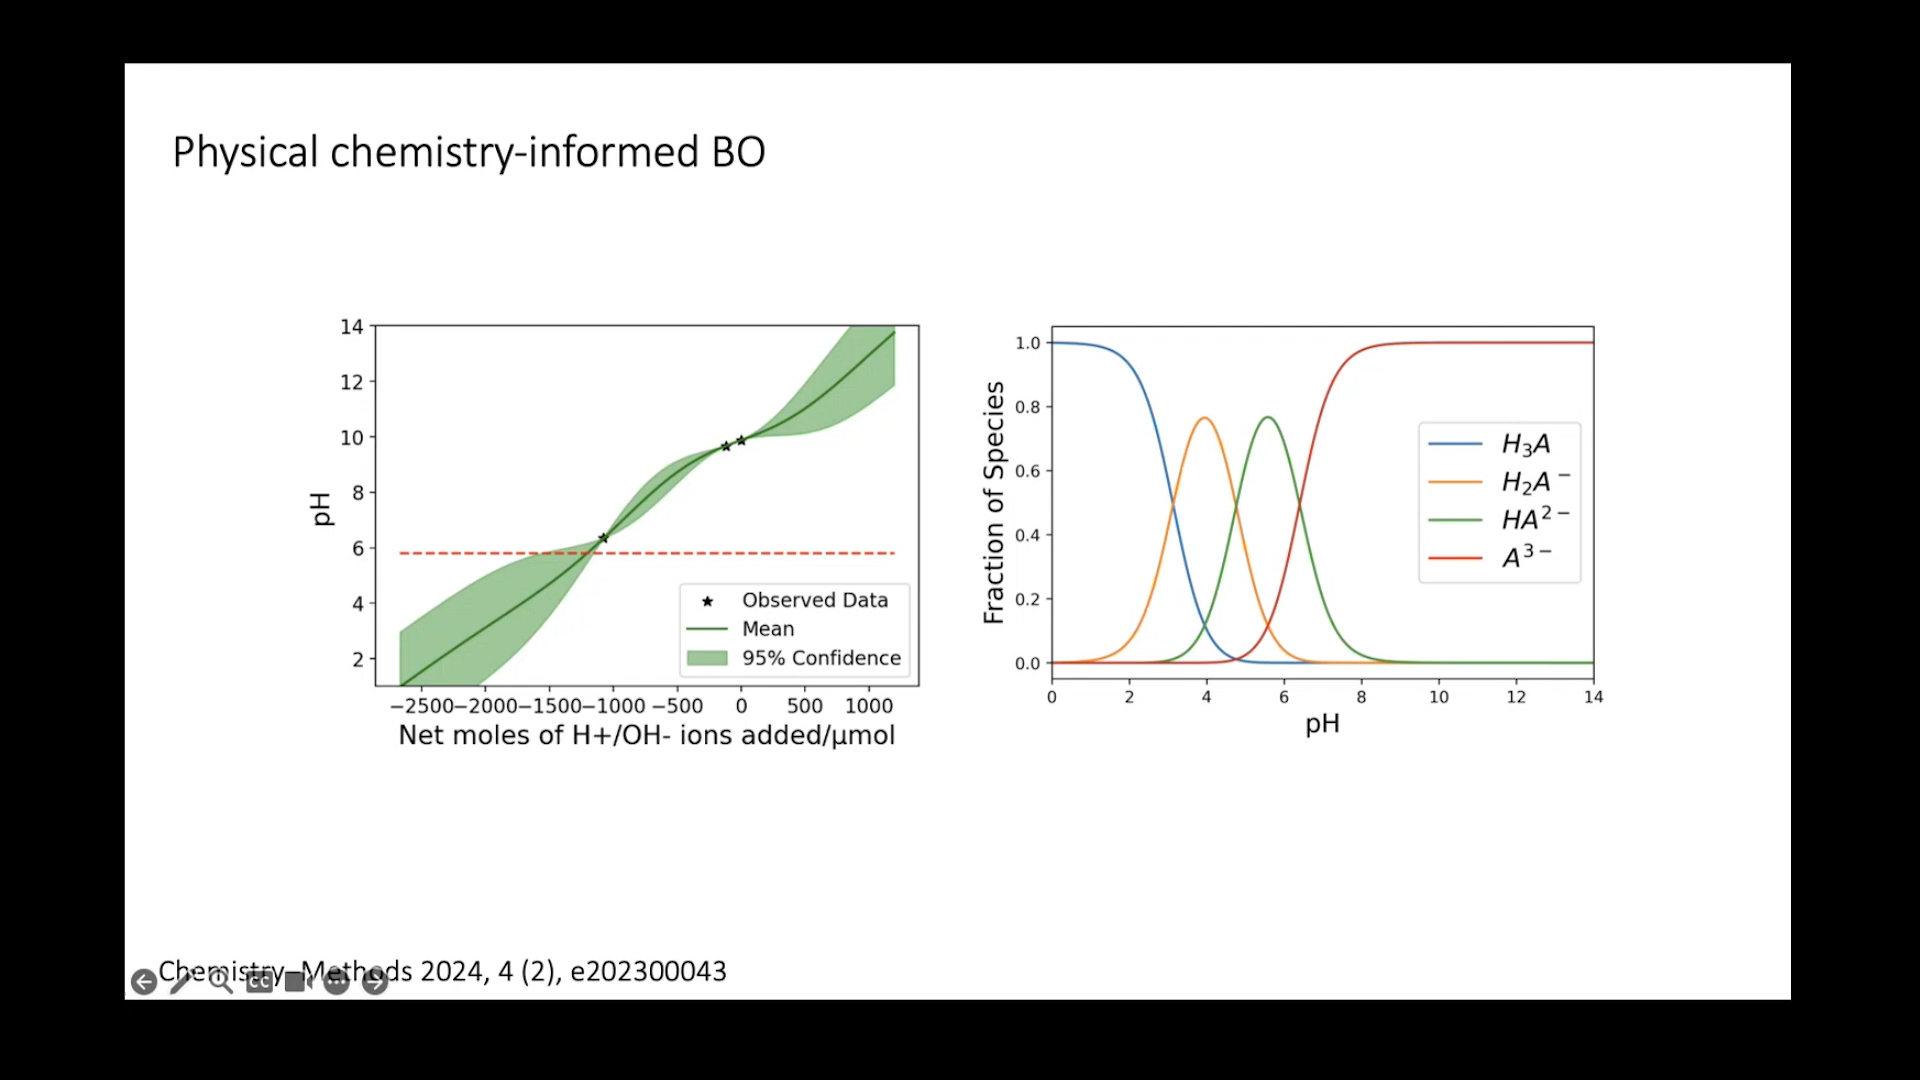 Physical chemistry-informed BO
14
12
10
8
6
4
2
pH
Observed Data
Mean
95% Confidence
−2500−2000−1500−1000 −500 0 500 1000
Net moles of H+/OH- ions added/μmol
1.0
0.8
0.6
0.4
0.2
0.0
Fraction of Species
H₃A
H₂A⁻
HA²⁻
A³⁻
0 2 4 6 8 10 12 14
pH
Chemistry–Methods 2024, 4 (2), e202300043
CC